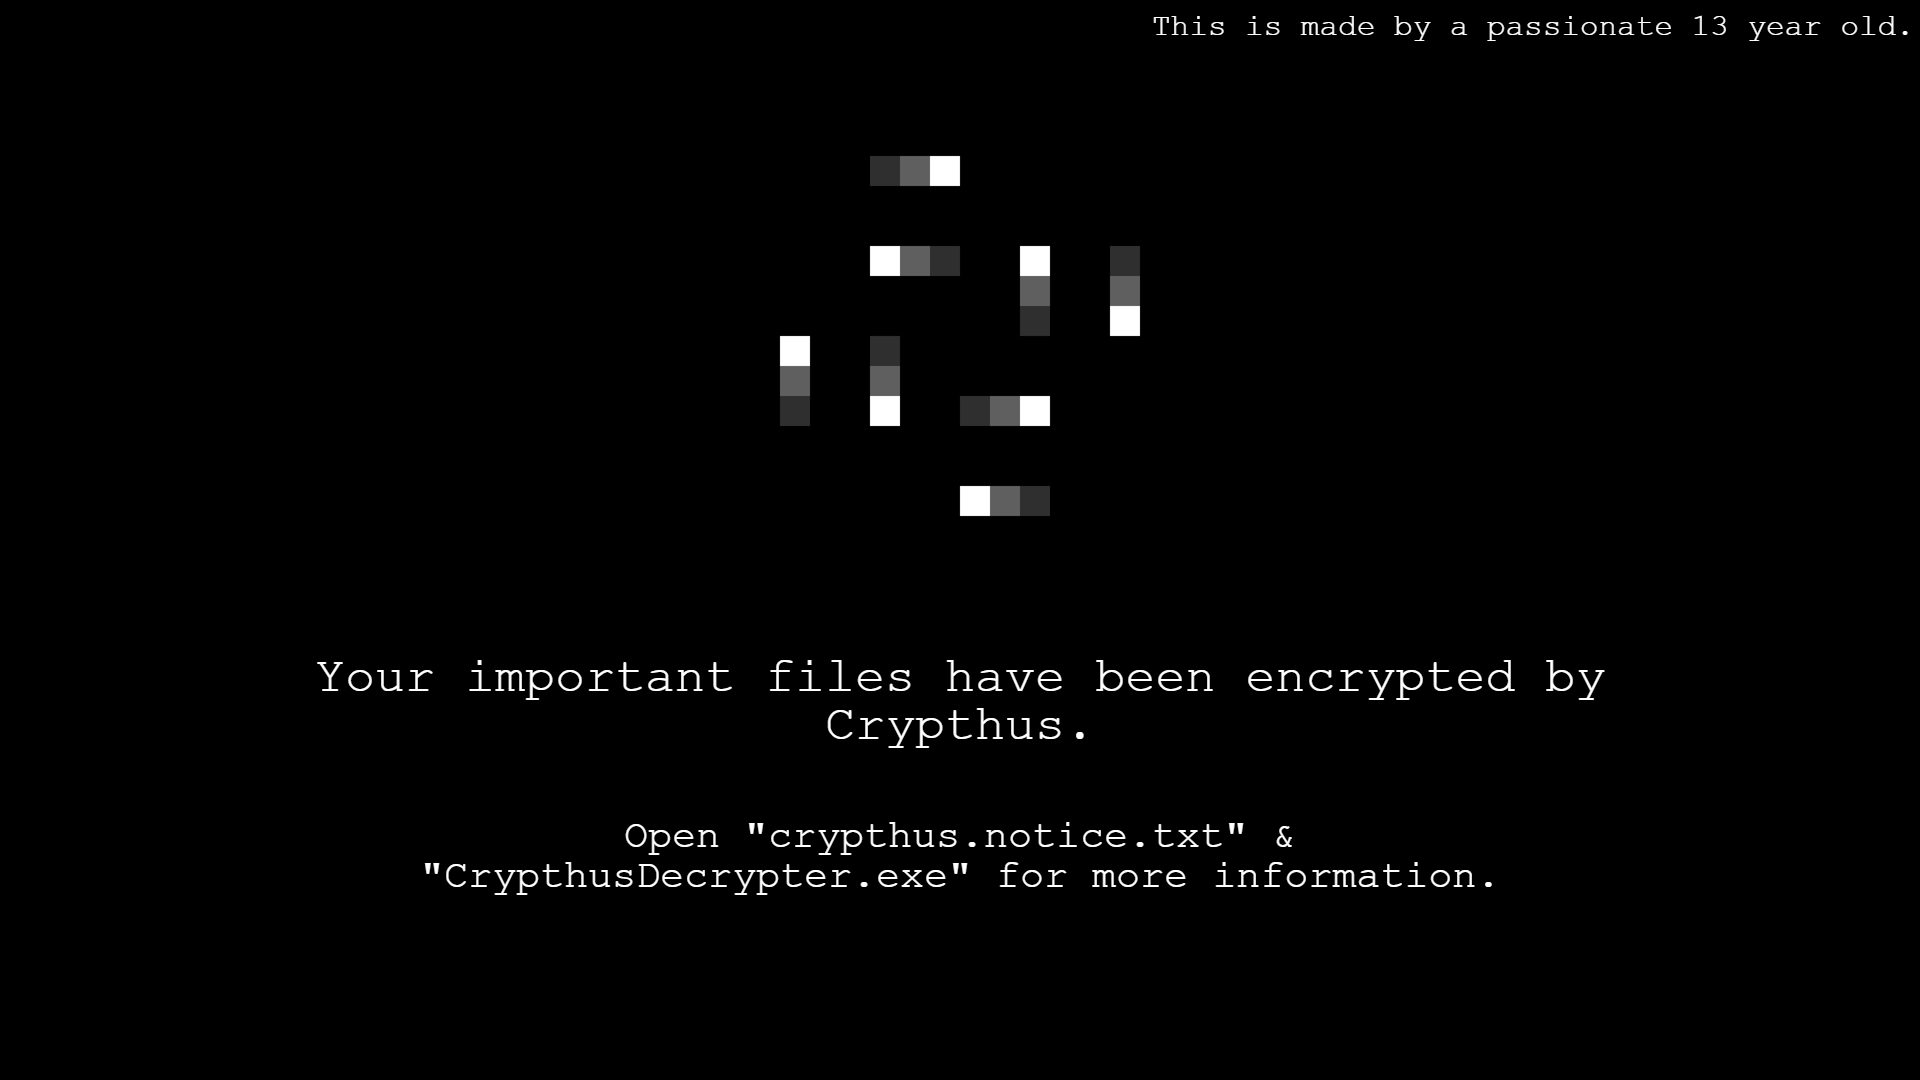 This is made by a passionate 13 year old.
Your important files have been encrypted by
Crypthus.
Open "crypthus.notice.txt" &
"CrypthusDecrypter.exe" for more information.